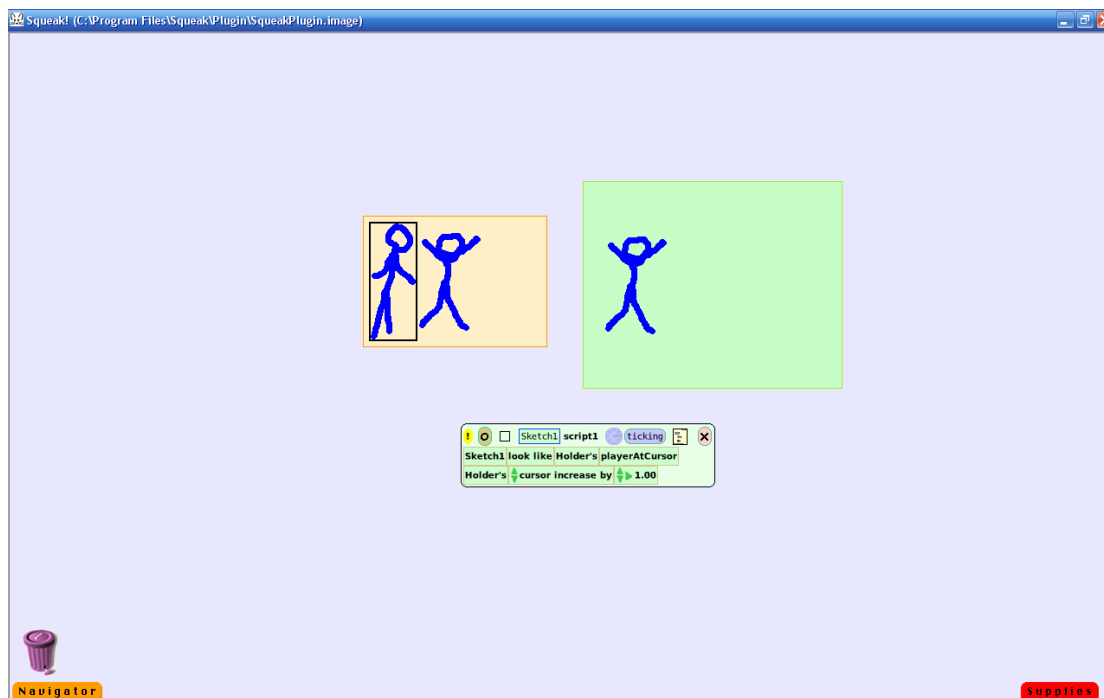 Squeak! (C:\Program Files\Squeak\Plugin\SqueakPlugin.image)
! Sketch1 script1 ticking
Sketch1 look like Holder's playerAtCursor
Holder's cursor increase by 1.00
Navigator
Supplies